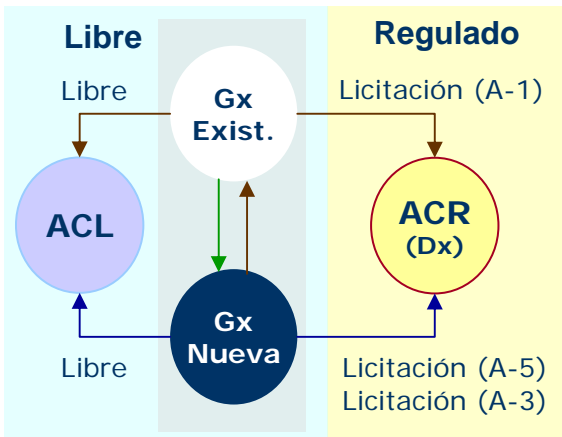 Libre
Regulado
Libre
Gx
Exist.
Licitación (A-1)
ACL
ACR
(Dx)
Gx
Nueva
Libre
Licitación (A-5)
Licitación (A-3)